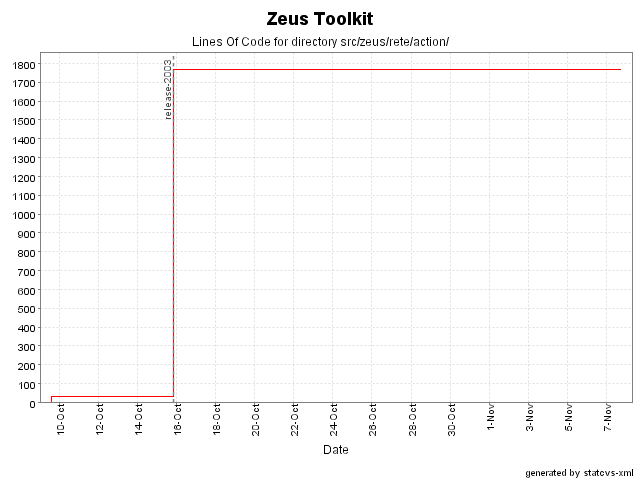 Zeus Toolkit
Lines Of Code for directory src/zeus/rete/action/
1800
1700
1600
1500
1400
1300
1200
1100
1000
900
800
700
600
500
400
300
200
100
0
release-2003
10-Oct
12-Oct
14-Oct
16-Oct
18-Oct
20-Oct
22-Oct
24-Oct
26-Oct
28-Oct
30-Oct
1-Nov
3-Nov
5-Nov
7-Nov
Date
generated by statcvs-xml